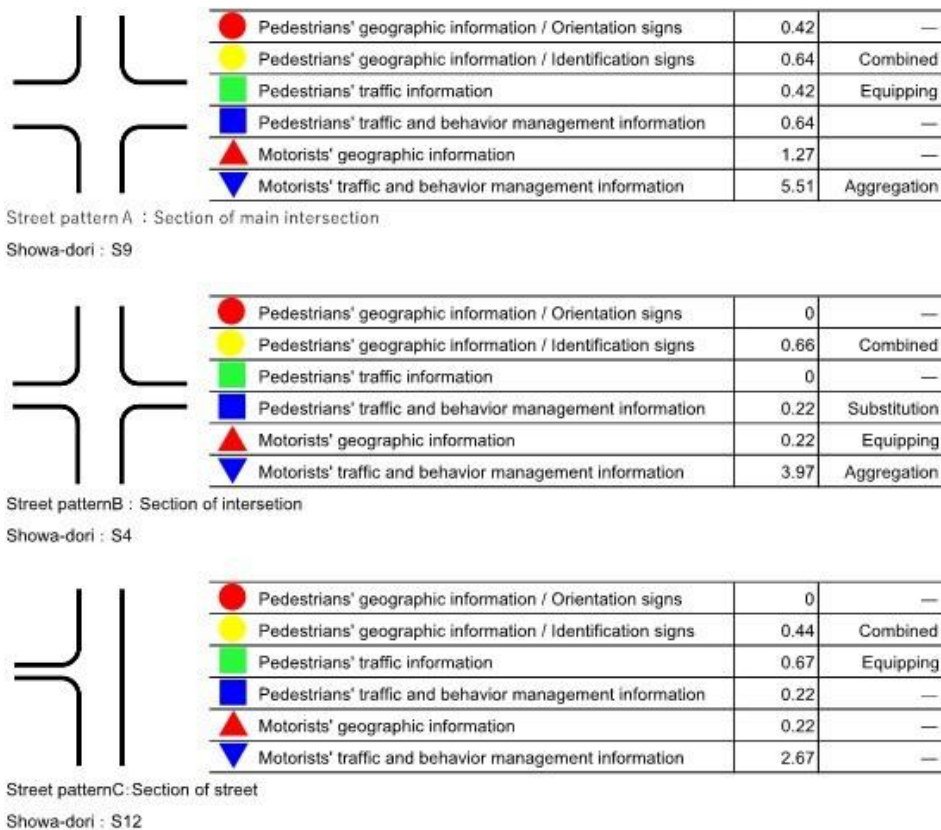 Pedestrians' geographic information / Orientation signs 0.42 —
Pedestrians' geographic information / Identification signs 0.64 Combined
Pedestrians' traffic information 0.42 Equipping
Pedestrians' traffic and behavior management information 0.64 —
Motorists' geographic information 1.27 —
Motorists' traffic and behavior management information 5.51 Aggregation
Street pattern A : Section of main intersection
Showa-dori : S9
Pedestrians' geographic information / Orientation signs 0 —
Pedestrians' geographic information / Identification signs 0.66 Combined
Pedestrians' traffic information 0 —
Pedestrians' traffic and behavior management information 0.22 Substitution
Motorists' geographic information 0.22 Equipping
Motorists' traffic and behavior management information 3.97 Aggregation
Street patternB : Section of intersetion
Showa-dori : S4
Pedestrians' geographic information / Orientation signs 0 —
Pedestrians' geographic information / Identification signs 0.44 Combined
Pedestrians' traffic information 0.67 Equipping
Pedestrians' traffic and behavior management information 0.22 —
Motorists' geographic information 0.22 —
Motorists' traffic and behavior management information 2.67 —
Street patternC:Section of street
Showa-dori : S12